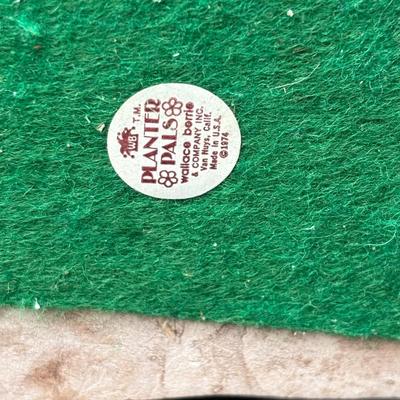 WB T.M.
PLANTER
PALS
wallace berrie
& COMPANY INC.
Van Nuys, Calif.
Made in U.S.A.
©1974